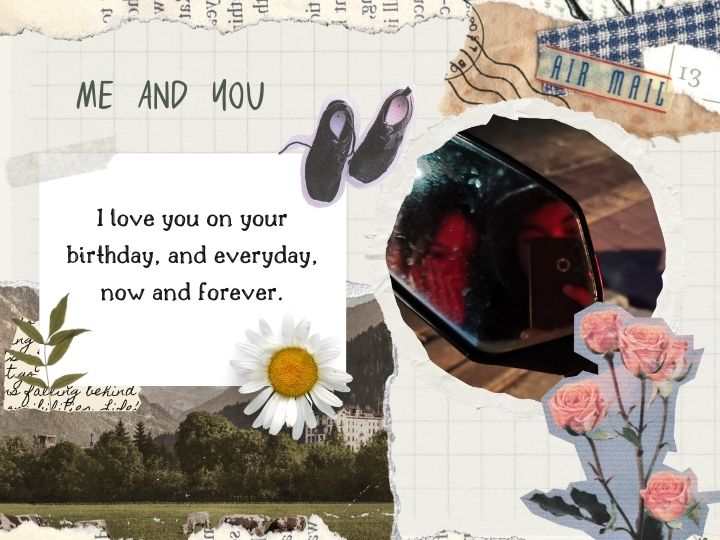 ME AND YOU
AIR MAIL
13
I love you on your
birthday, and everyday,
now and forever.
falling behind